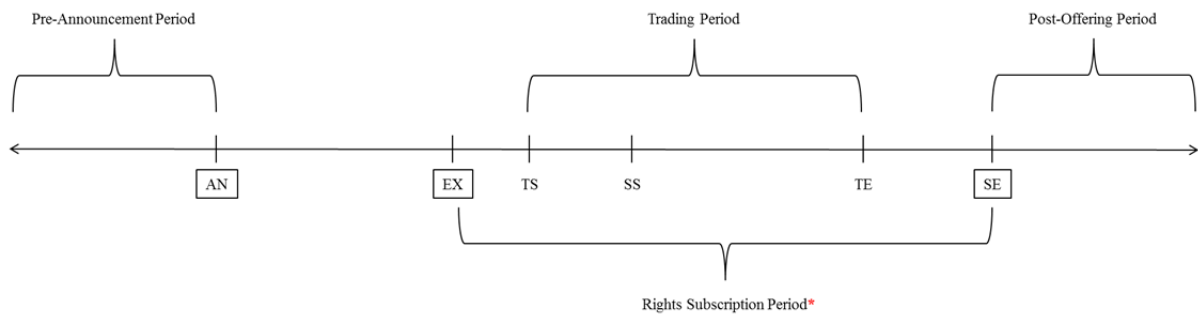 Pre-Announcement Period
Trading Period
Post-Offering Period
AN
EX
TS
SS
TE
SE
Rights Subscription Period*